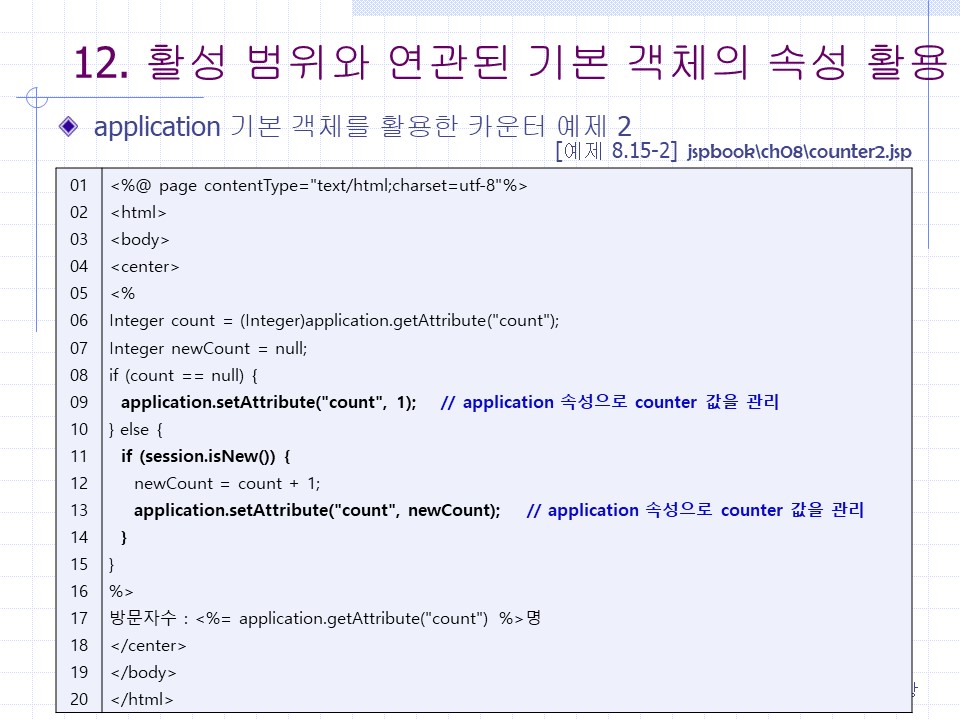 12. 활성 범위와 연관된 기본 객체의 속성 활용
application 기본 객체를 활용한 카운터 예제 2
[예제 8.15-2] jspbook\ch08\counter2.jsp
01 <%@ page contentType="text/html;charset=utf-8"%>
02 <html>
03 <body>
04 <center>
05 <%
06 Integer count = (Integer)application.getAttribute("count");
07 Integer newCount = null;
08 if (count == null) {
09 application.setAttribute("count", 1); // application 속성으로 counter 값을 관리
10 } else {
11 if (session.isNew()) {
12 newCount = count + 1;
13 application.setAttribute("count", newCount); // application 속성으로 counter 값을 관리
14 }
15 }
16 %>
17 방문자수 : <%= application.getAttribute("count") %>명
18 </center>
19 </body>
20 </html>